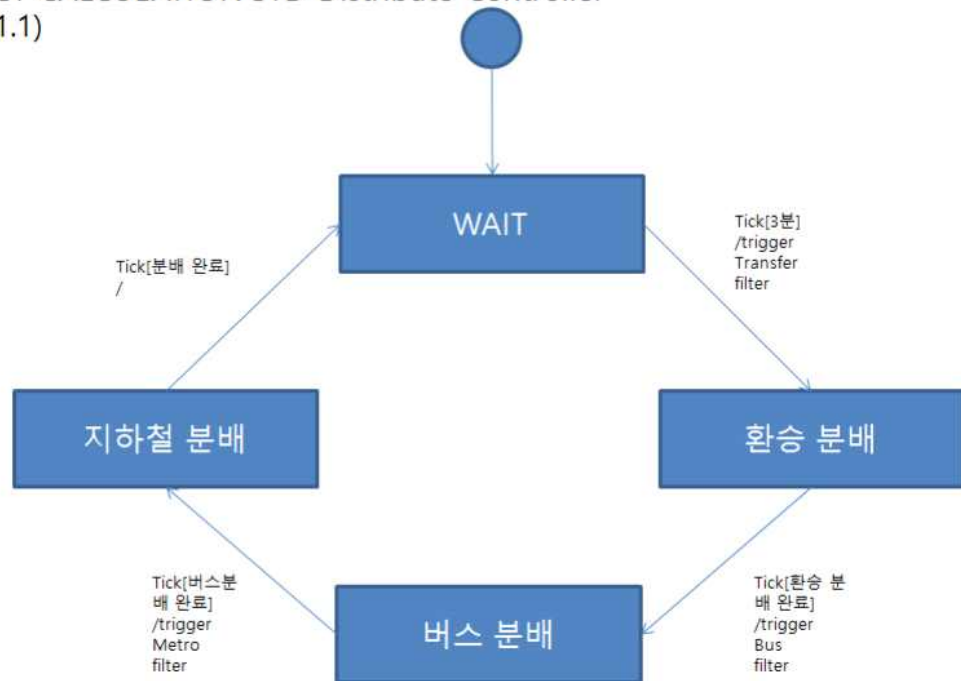 1.1)
WAIT
Tick[3분]
/trigger
Transfer
filter
Tick[분배 완료]
/
지하철 분배
환승 분배
Tick[버스분
배 완료]
/trigger
Metro
filter
버스 분배
Tick[환승 분
배 완료]
/trigger
Bus
filter